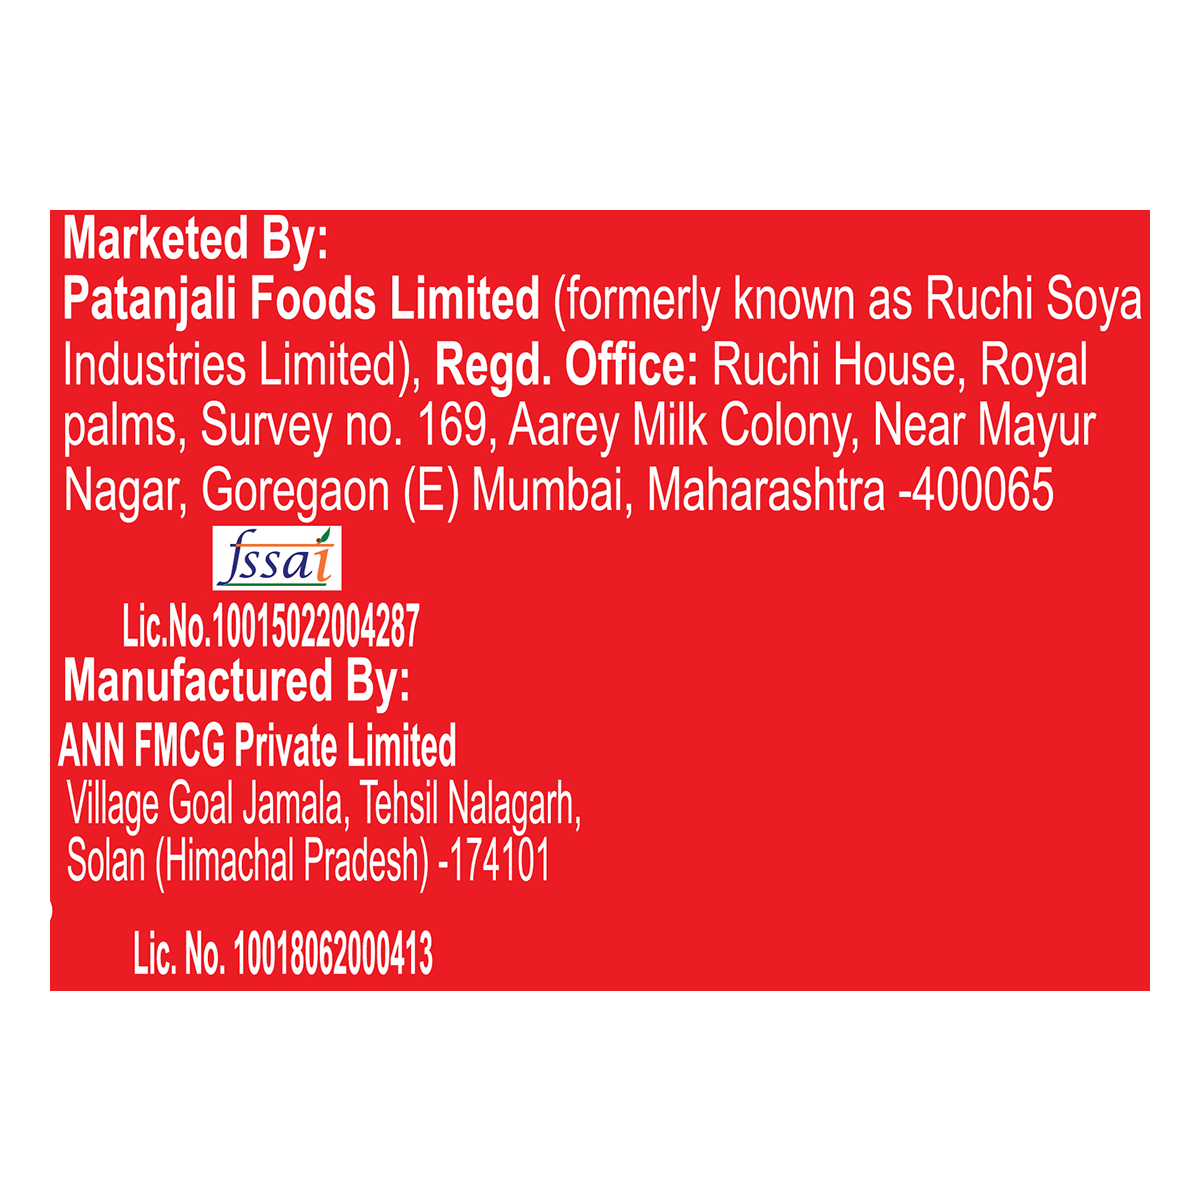 Marketed By:
Patanjali Foods Limited (formerly known as Ruchi Soya
Industries Limited), Regd. Office: Ruchi House, Royal
palms, Survey no. 169, Aarey Milk Colony, Near Mayur
Nagar, Goregaon (E) Mumbai, Maharashtra -400065
fssai
Lic.No.10015022004287
Manufactured By:
ANN FMCG Private Limited
Village Goal Jamala, Tehsil Nalagarh,
Solan (Himachal Pradesh) -174101
Lic. No. 10018062000413